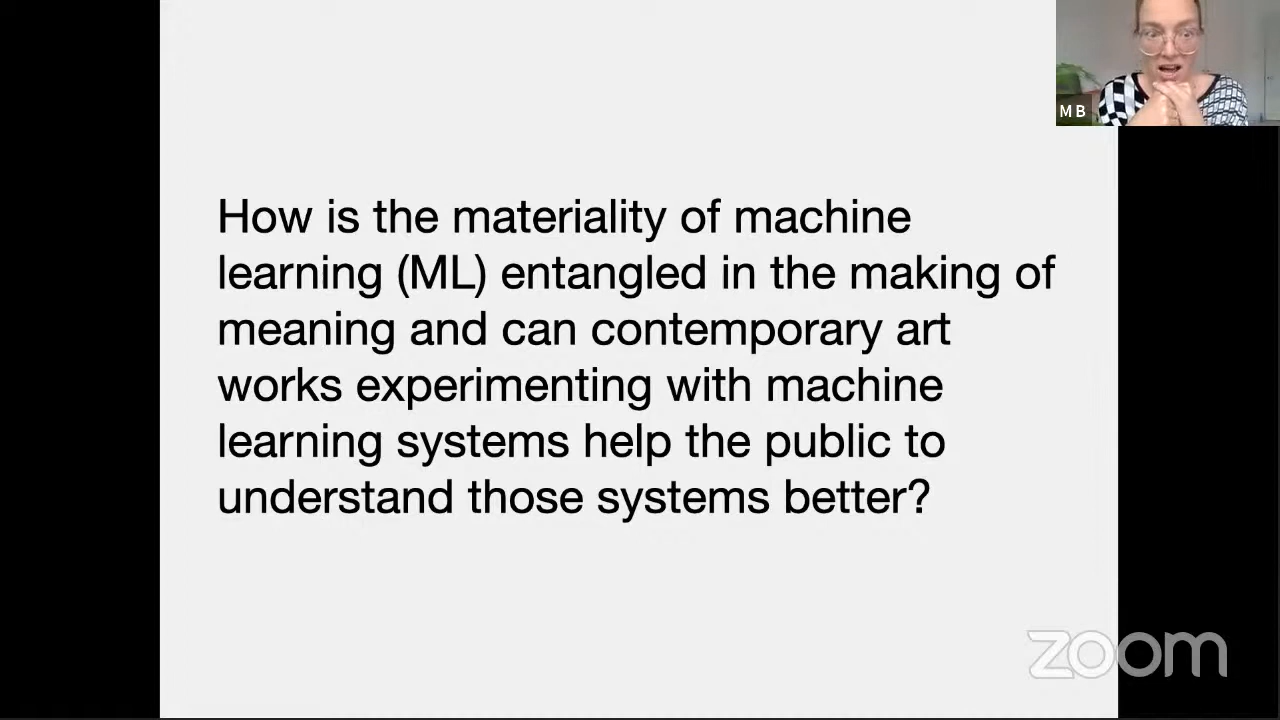 M B
How is the materiality of machine
learning (ML) entangled in the making of
meaning and can contemporary art
works experimenting with machine
learning systems help the public to
understand those systems better?
zoom